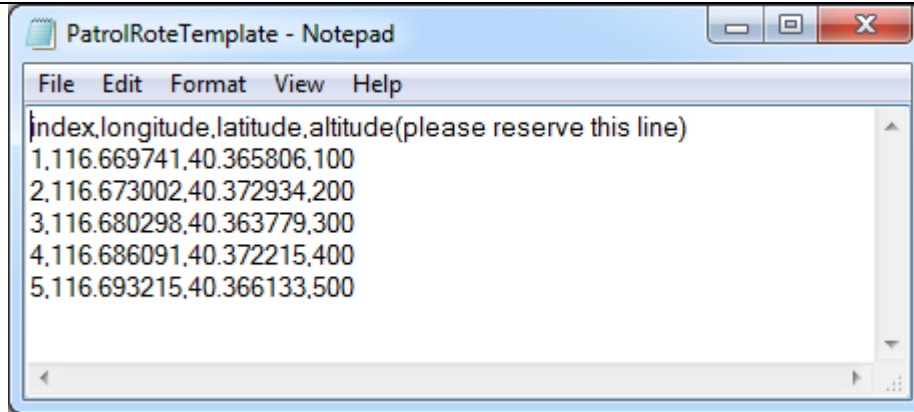 PatrolRoteTemplate - Notepad
File Edit Format View Help
index,longitude,latitude,altitude(please reserve this line)
1,116.669741,40.365806,100
2,116.673002,40.372934,200
3,116.680298,40.363779,300
4,116.686091,40.372215,400
5,116.693215,40.366133,500